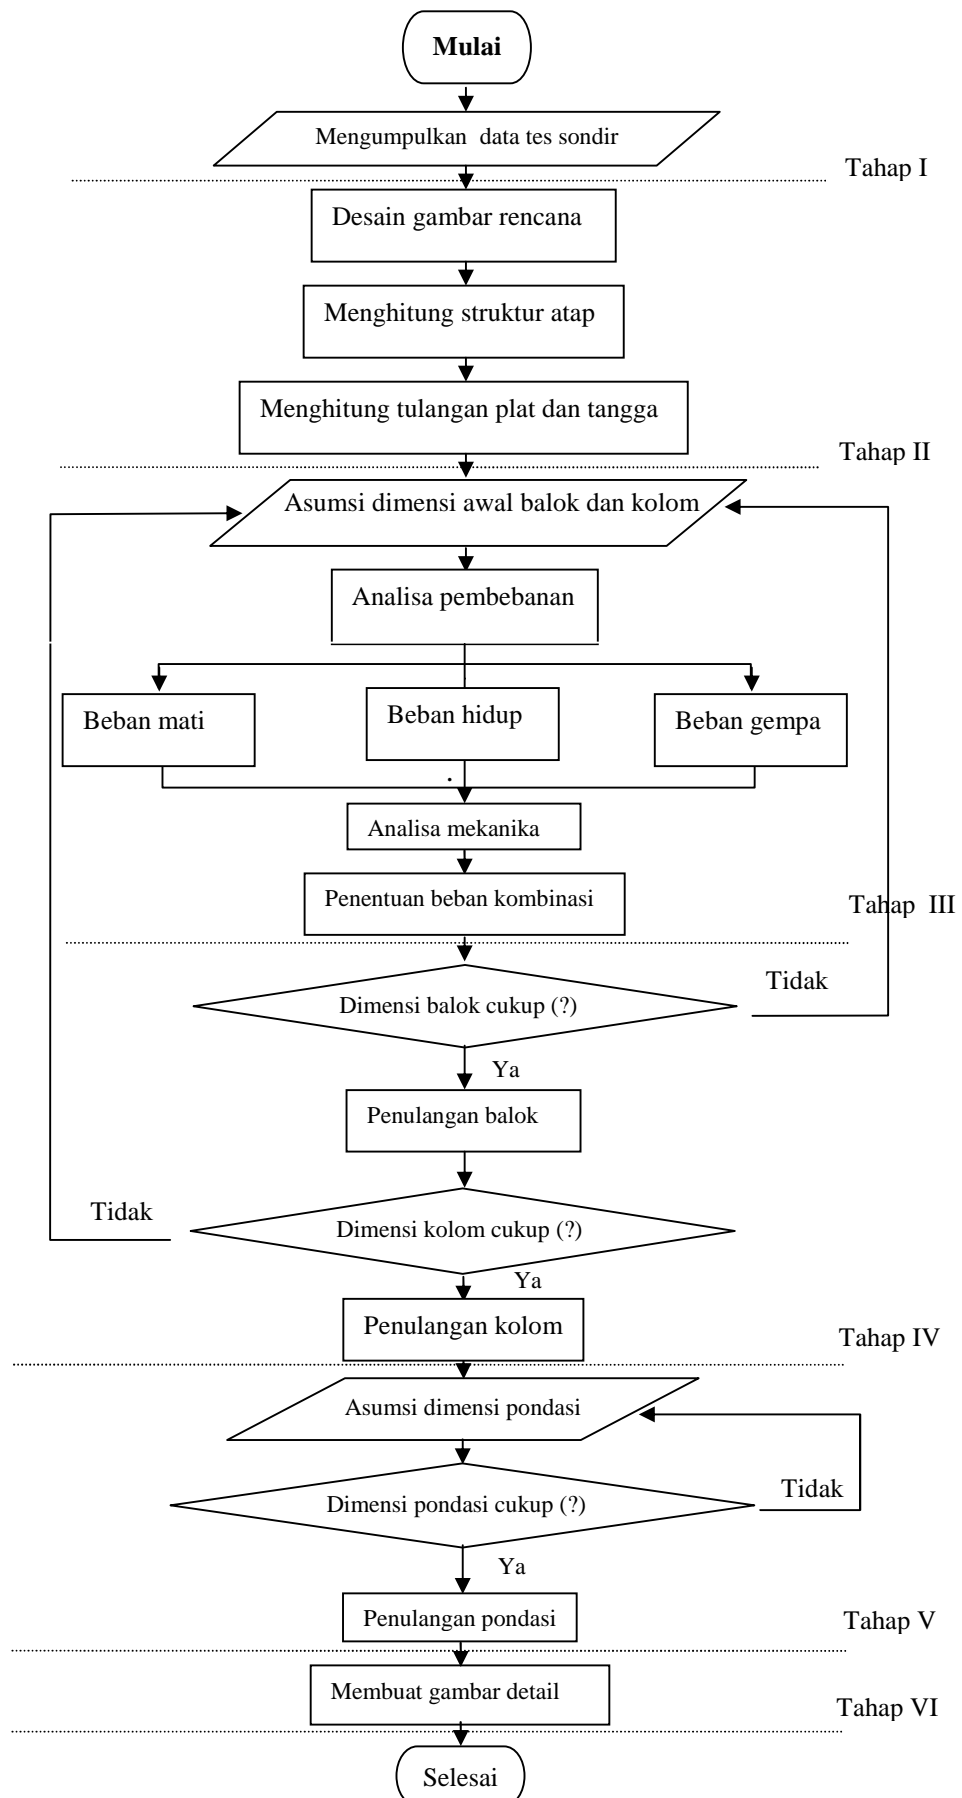 Mulai
Mengumpulkan data tes sondir
Tahap I
Desain gambar rencana
Menghitung struktur atap
Menghitung tulangan plat dan tangga
Tahap II
Asumsi dimensi awal balok dan kolom
Analisa pembebanan
Beban mati
Beban hidup
Beban gempa
Analisa mekanika
Penentuan beban kombinasi
Tahap III
Tidak
Dimensi balok cukup (?)
Ya
Penulangan balok
Tidak
Dimensi kolom cukup (?)
Ya
Penulangan kolom
Tahap IV
Asumsi dimensi pondasi
Tidak
Dimensi pondasi cukup (?)
Ya
Penulangan pondasi
Tahap V
Membuat gambar detail
Tahap VI
Selesai